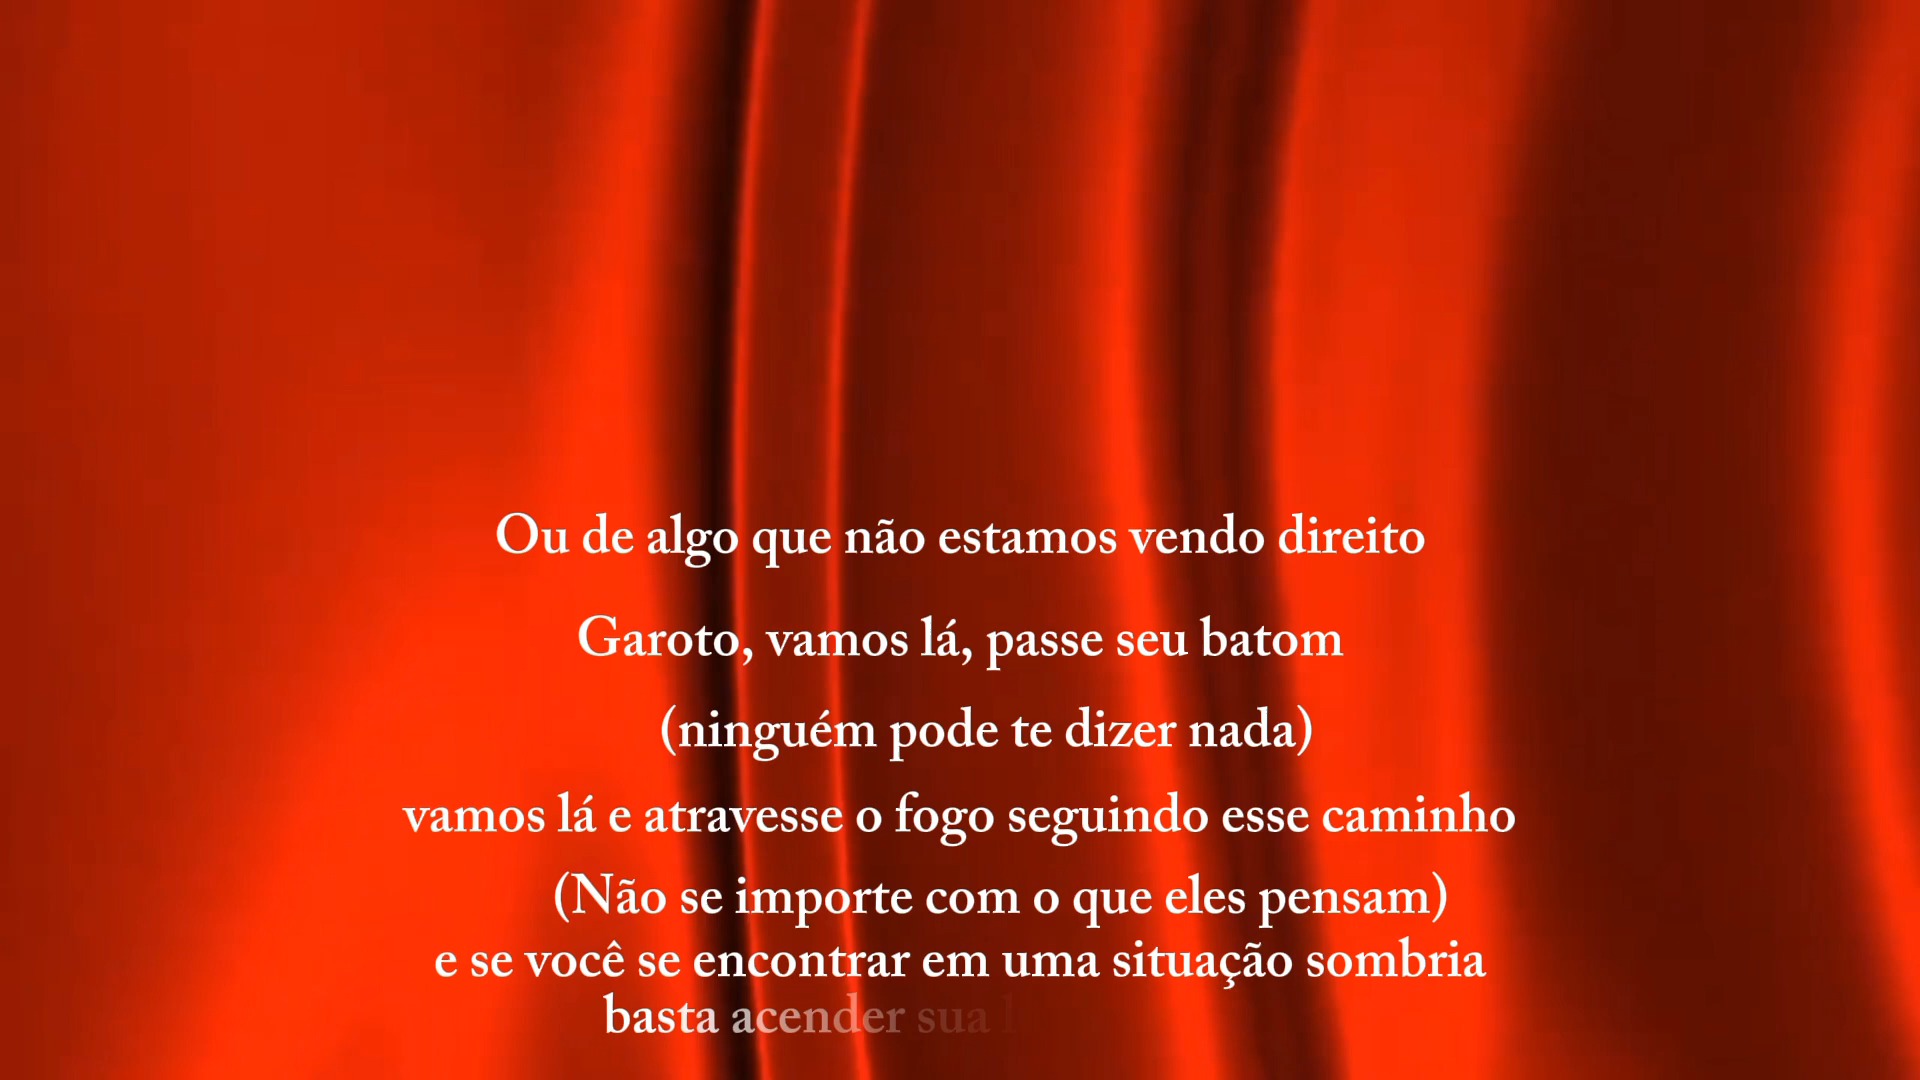 Ou de algo que não estamos vendo direito
Garoto, vamos lá, passe seu batom
(ninguém pode te dizer nada)
vamos lá e atravesse o fogo seguindo esse caminho
(Não se importe com o que eles pensam)
e se você se encontrar em uma situação sombria
basta acender sua